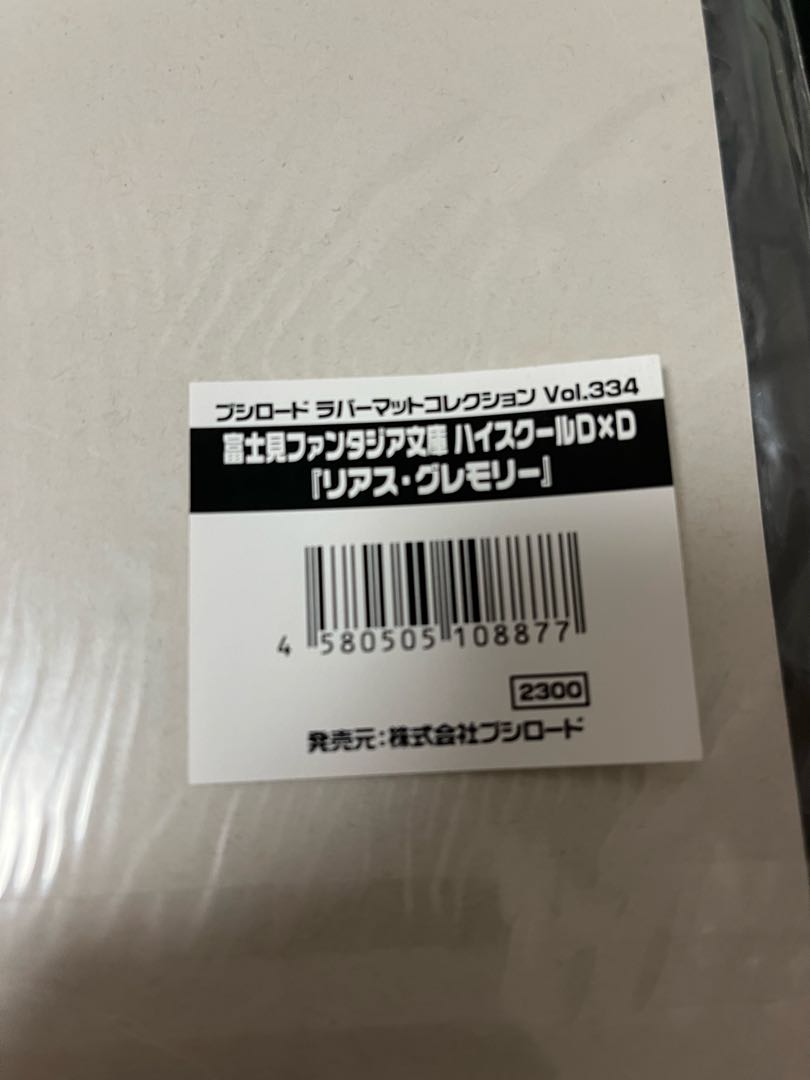 ブシロード ラバーマットコレクション Vol.334
富士見ファンタジア文庫 ハイスクールD×D
『リアス・グレモリー』
4 580505 108877
2300
発売元:株式会社ブシロード